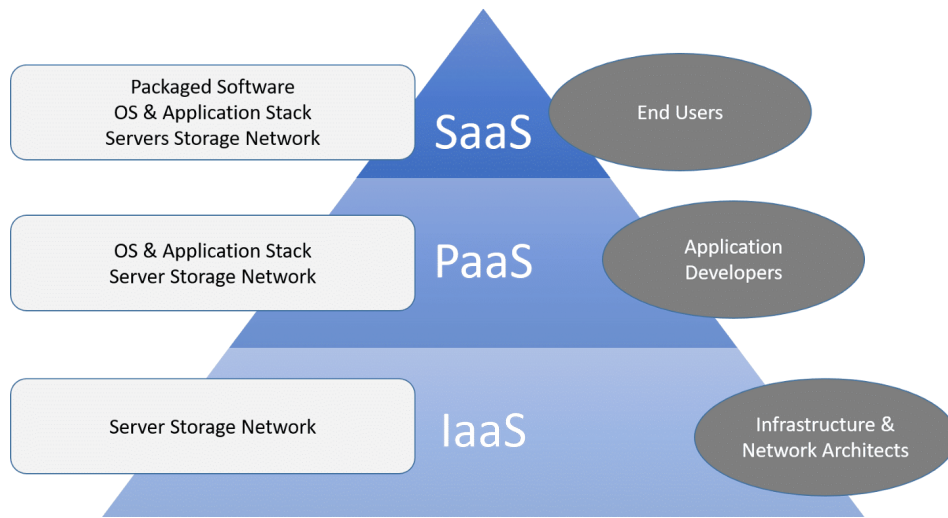 Packaged Software
OS & Application Stack
Servers Storage Network
SaaS
End Users
OS & Application Stack
Server Storage Network
PaaS
Application
Developers
Server Storage Network
IaaS
Infrastructure &
Network Architects